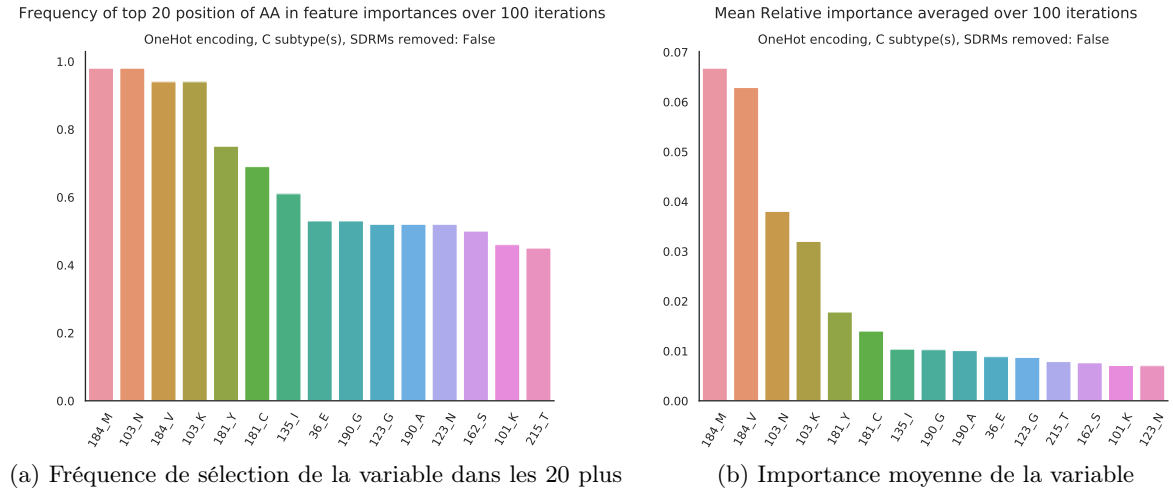 Frequency of top 20 position of AA in feature importances over 100 iterations
OneHot encoding, C subtype(s), SDRMs removed: False
1.0
0.8
0.6
0.4
0.2
0.0
184_M
103_N
184_V
103_K
181_Y
181_C
135_I
36_E
190_G
123_G
190_A
123_N
162_S
101_K
215_T
(a) Fréquence de sélection de la variable dans les 20 plus
Mean Relative importance averaged over 100 iterations
OneHot encoding, C subtype(s), SDRMs removed: False
0.07
0.06
0.05
0.04
0.03
0.02
0.01
0.00
184_M
184_V
103_N
103_K
181_Y
181_C
135_I
190_G
190_A
36_E
123_G
215_T
162_S
101_K
123_N
(b) Importance moyenne de la variable